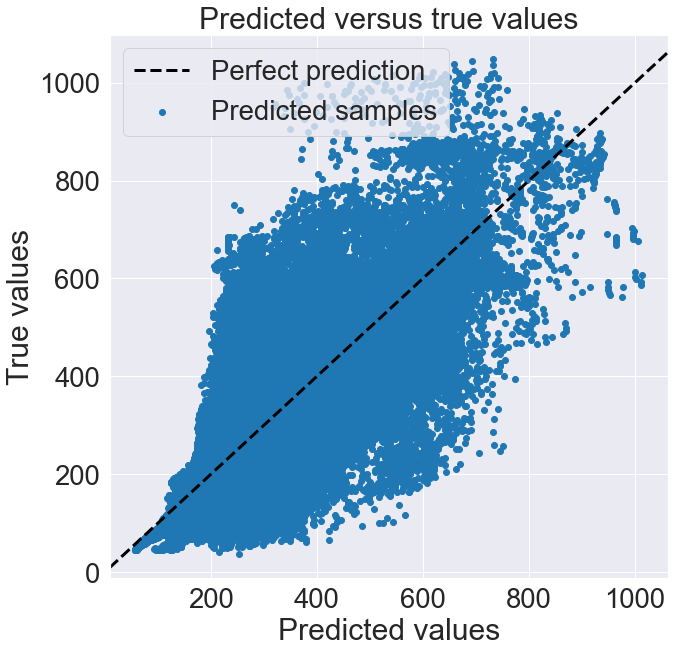 Predicted versus true values
Perfect prediction
Predicted samples
True values
1000
800
600
400
200
0
200 400 600 800 1000
Predicted values